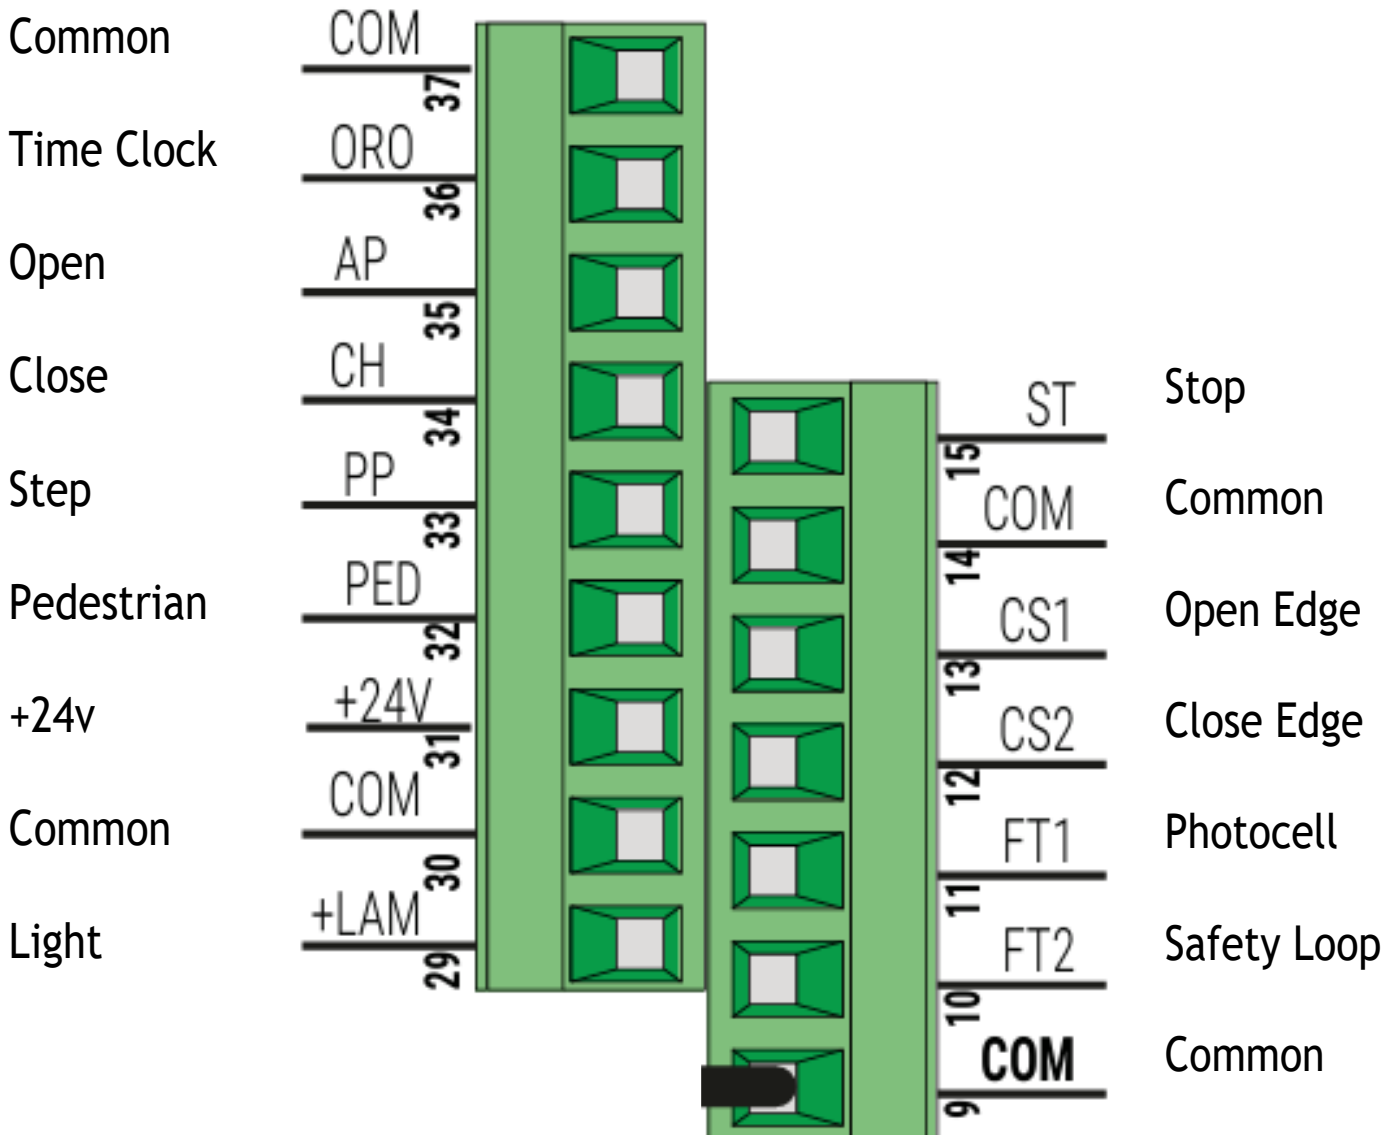 Common COM
37
Time Clock ORO
36
Open AP
35
Close CH
34
Step PP
33
Pedestrian PED
32
+24v +24V
31
Common COM
30
Light +LAM
29
ST Stop
15
COM Common
14
CS1 Open Edge
13
CS2 Close Edge
12
FT1 Photocell
11
FT2 Safety Loop
10
COM Common
9